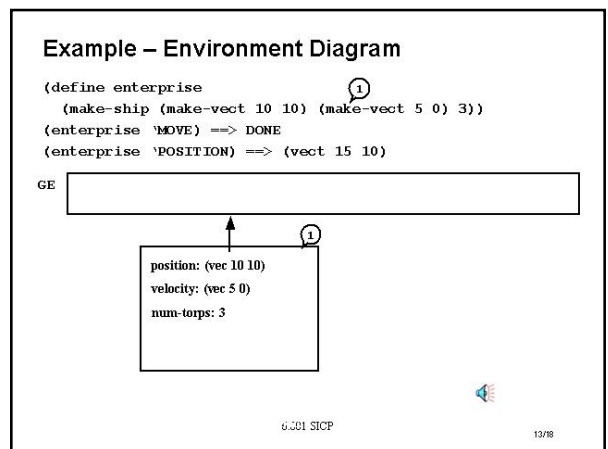 Example – Environment Diagram
(define enterprise
(make-ship (make-vect 10 10) (make-vect 5 0) 3))
1
(enterprise 'MOVE) ==> DONE
(enterprise 'POSITION) ==> (vect 15 10)
GE
1
position: (vec 10 10)
velocity: (vec 5 0)
num-torps: 3
SICP
13/18